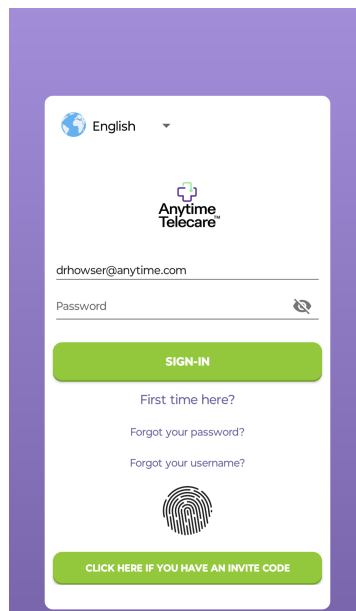 English
Anytime
Telecare™
drhowser@anytime.com
Password
SIGN-IN
First time here?
Forgot your password?
Forgot your username?
CLICK HERE IF YOU HAVE AN INVITE CODE